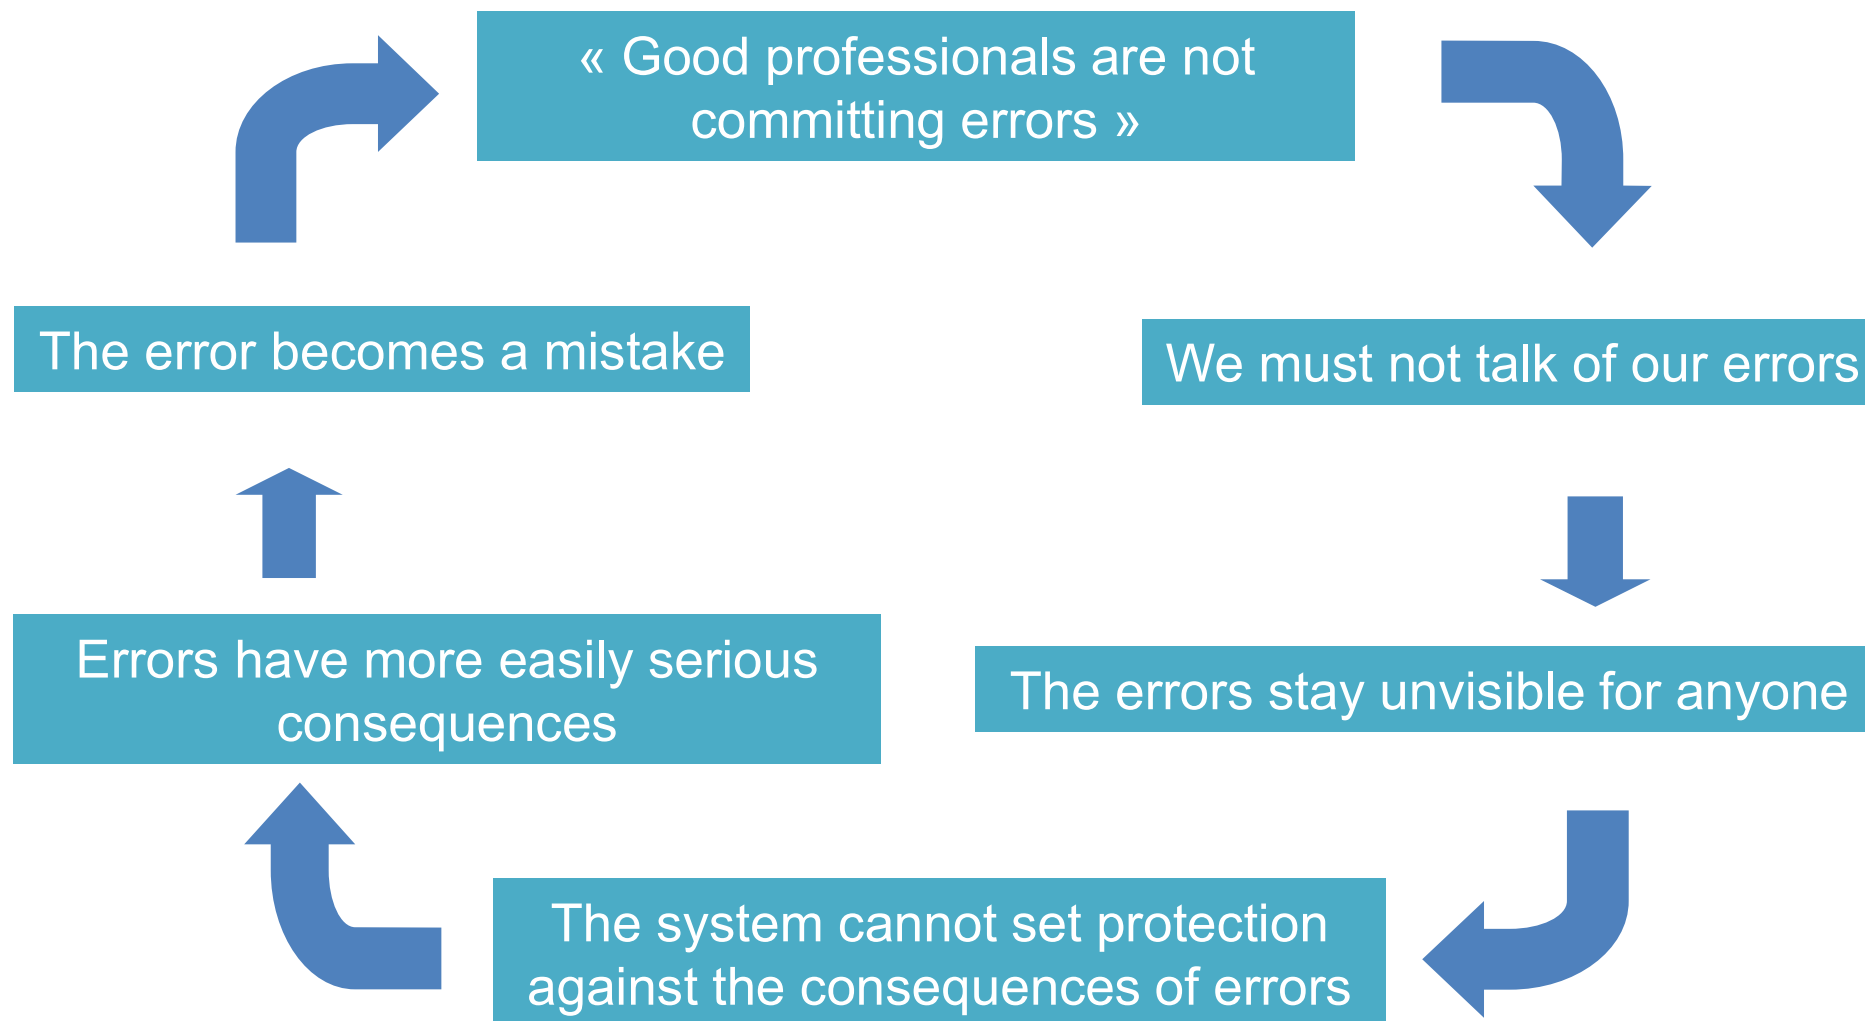 « Good professionals are not
committing errors »
We must not talk of our errors
The errors stay unvisible for anyone
The system cannot set protection
against the consequences of errors
Errors have more easily serious
consequences
The error becomes a mistake